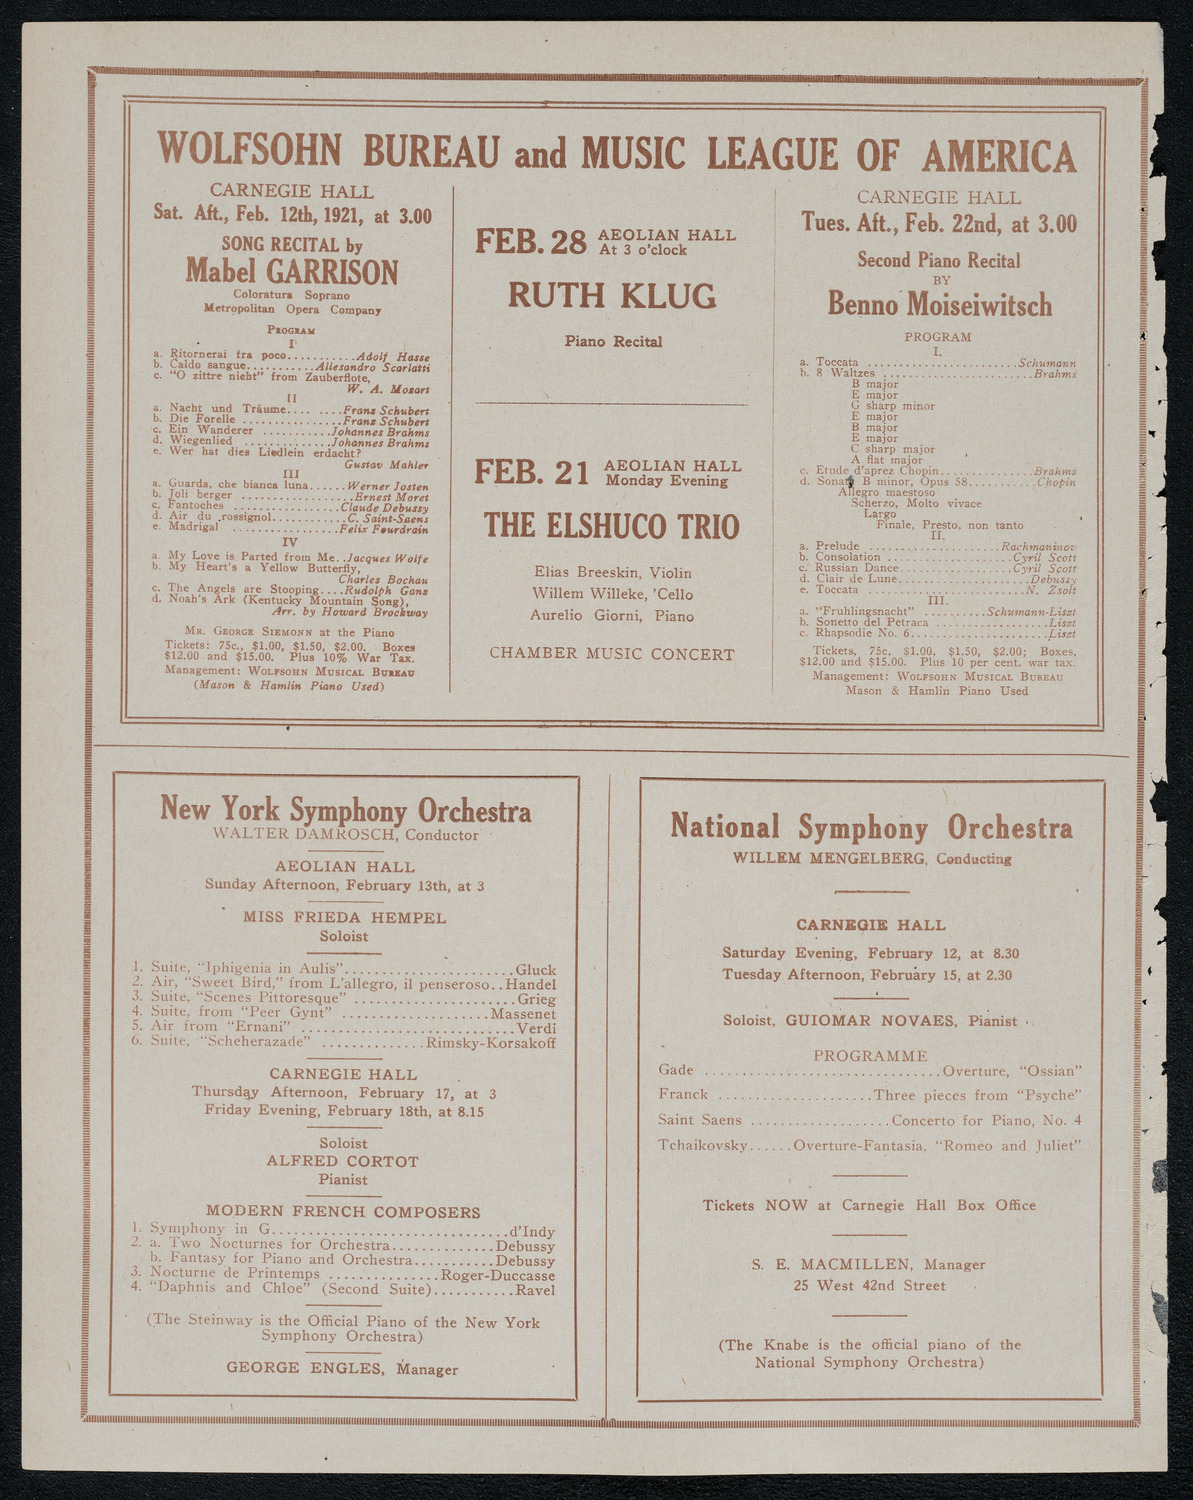 WOLFSOHN BUREAU and MUSIC LEAGUE OF AMERICA
CARNEGIE HALL
Sat. Aft., Feb. 12th, 1921, at 3.00
SONG RECITAL by
Mabel GARRISON
Coloratura Soprano
Metropolitan Opera Company
PROGRAM
I
a. Ritornerai fra poco...........Adolf Hasse
b. Caldo sangue...........Allesandro Scarlatti
c. "O zittre nicht" from Zauberflote,
W. A. Mozart
II
a. Nacht und Träume.... ....Franz Schubert
b. Die Forelle ................Franz Schubert
c. Ein Wanderer ...........Johannes Brahms
d. Wiegenlied ..............Johannes Brahms
e. Wer hat dies Liedlein erdacht?
Gustav Mahler
III
a. Guarda, che bianca luna......Werner Josten
b. Joli berger ..................Ernest Moret
c. Fantoches ..................Claude Debussy
d. Air du rossignol............C. Saint-Saens
e. Madrigal ..................Felix Fourdrain
IV
a. My Love is Parted from Me..Jacques Wolfe
b. My Heart's a Yellow Butterfly,
Charles Bochau
c. The Angels are Stooping....Rudolph Ganz
d. Noah's Ark (Kentucky Mountain Song),
Arr. by Howard Brockway
MR. GEORGE SIEMONN at the Piano
Tickets: 75c., $1.00, $1.50, $2.00. Boxes
$12.00 and $15.00. Plus 10% War Tax.
Management: WOLFSOHN MUSICAL BUREAU
(Mason & Hamlin Piano Used)
FEB. 28 AEOLIAN HALL
At 3 o'clock
RUTH KLUG
Piano Recital
FEB. 21 AEOLIAN HALL
Monday Evening
THE ELSHUCO TRIO
Elias Breeskin, Violin
Willem Willeke, 'Cello
Aurelio Giorni, Piano
CHAMBER MUSIC CONCERT
CARNEGIE HALL
Tues. Aft., Feb. 22nd, at 3.00
Second Piano Recital
BY
Benno Moiseiwitsch
PROGRAM
I.
a. Toccata .......................Schumann
b. 8 Waltzes .......................Brahms
B major
E major
G sharp minor
E major
B major
E major
C sharp major
A flat major
c. Etude d'aprez Chopin..............Brahms
d. Sonata B minor, Opus 58..........Chopin
Allegro maestoso
Scherzo, Molto vivace
Largo
Finale, Presto, non tanto
II.
a. Prelude ....................Rachmaninov
b. Consolation ...................Cyril Scott
c. Russian Dance.................Cyril Scott
d. Clair de Lune....................Debussy
e. Toccata ........................N. Zsolt
III.
a. "Fruhlingsnacht" ..........Schumann-Liszt
b. Sonetto del Petraca .................Liszt
c. Rhapsodie No. 6......................Liszt
Tickets, 75c, $1.00, $1.50, $2.00; Boxes,
$12.00 and $15.00. Plus 10 per cent. war tax.
Management: WOLFSOHN MUSICAL BUREAU
Mason & Hamlin Piano Used
New York Symphony Orchestra
WALTER DAMROSCH, Conductor
AEOLIAN HALL
Sunday Afternoon, February 13th, at 3
MISS FRIEDA HEMPEL
Soloist
1. Suite, "Iphigenia in Aulis".......................Gluck
2. Air, "Sweet Bird," from L'allegro, il penseroso..Handel
3. Suite, "Scenes Pittoresque" ......................Grieg
4. Suite, from "Peer Gynt" ....................Massenet
5. Air from "Ernani" .............................Verdi
6. Suite, "Scheherazade" ..............Rimsky-Korsakoff
CARNEGIE HALL
Thursday Afternoon, February 17, at 3
Friday Evening, February 18th, at 8.15
Soloist
ALFRED CORTOT
Pianist
MODERN FRENCH COMPOSERS
1. Symphony in G................................d'Indy
2. a. Two Nocturnes for Orchestra..............Debussy
b. Fantasy for Piano and Orchestra...........Debussy
3. Nocturne de Printemps ...............Roger-Duccasse
4. "Daphnis and Chloe" (Second Suite)...........Ravel
(The Steinway is the Official Piano of the New York
Symphony Orchestra)
GEORGE ENGLES, Manager
National Symphony Orchestra
WILLEM MENGELBERG, Conducting
CARNEGIE HALL
Saturday Evening, February 12, at 8.30
Tuesday Afternoon, February 15, at 2.30
Soloist, GUIOMAR NOVAES, Pianist
PROGRAMME
Gade ................................Overture, "Ossian"
Franck .....................Three pieces from "Psyche"
Saint Saens ...................Concerto for Piano, No. 4
Tchaikovsky......Overture-Fantasia, "Romeo and Juliet"
Tickets NOW at Carnegie Hall Box Office
S. E. MACMILLEN, Manager
25 West 42nd Street
(The Knabe is the official piano of the
National Symphony Orchestra)